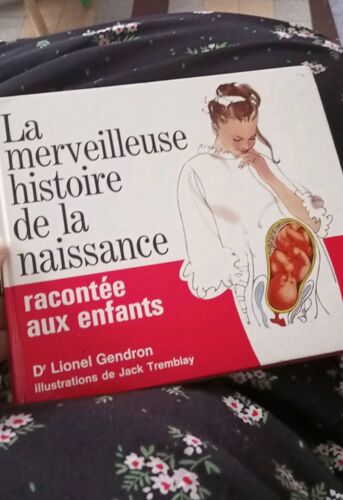 La
merveilleuse
histoire
de la
naissance
racontée
aux enfants
Dr Lionel Gendron
illustrations de Jack Tremblay